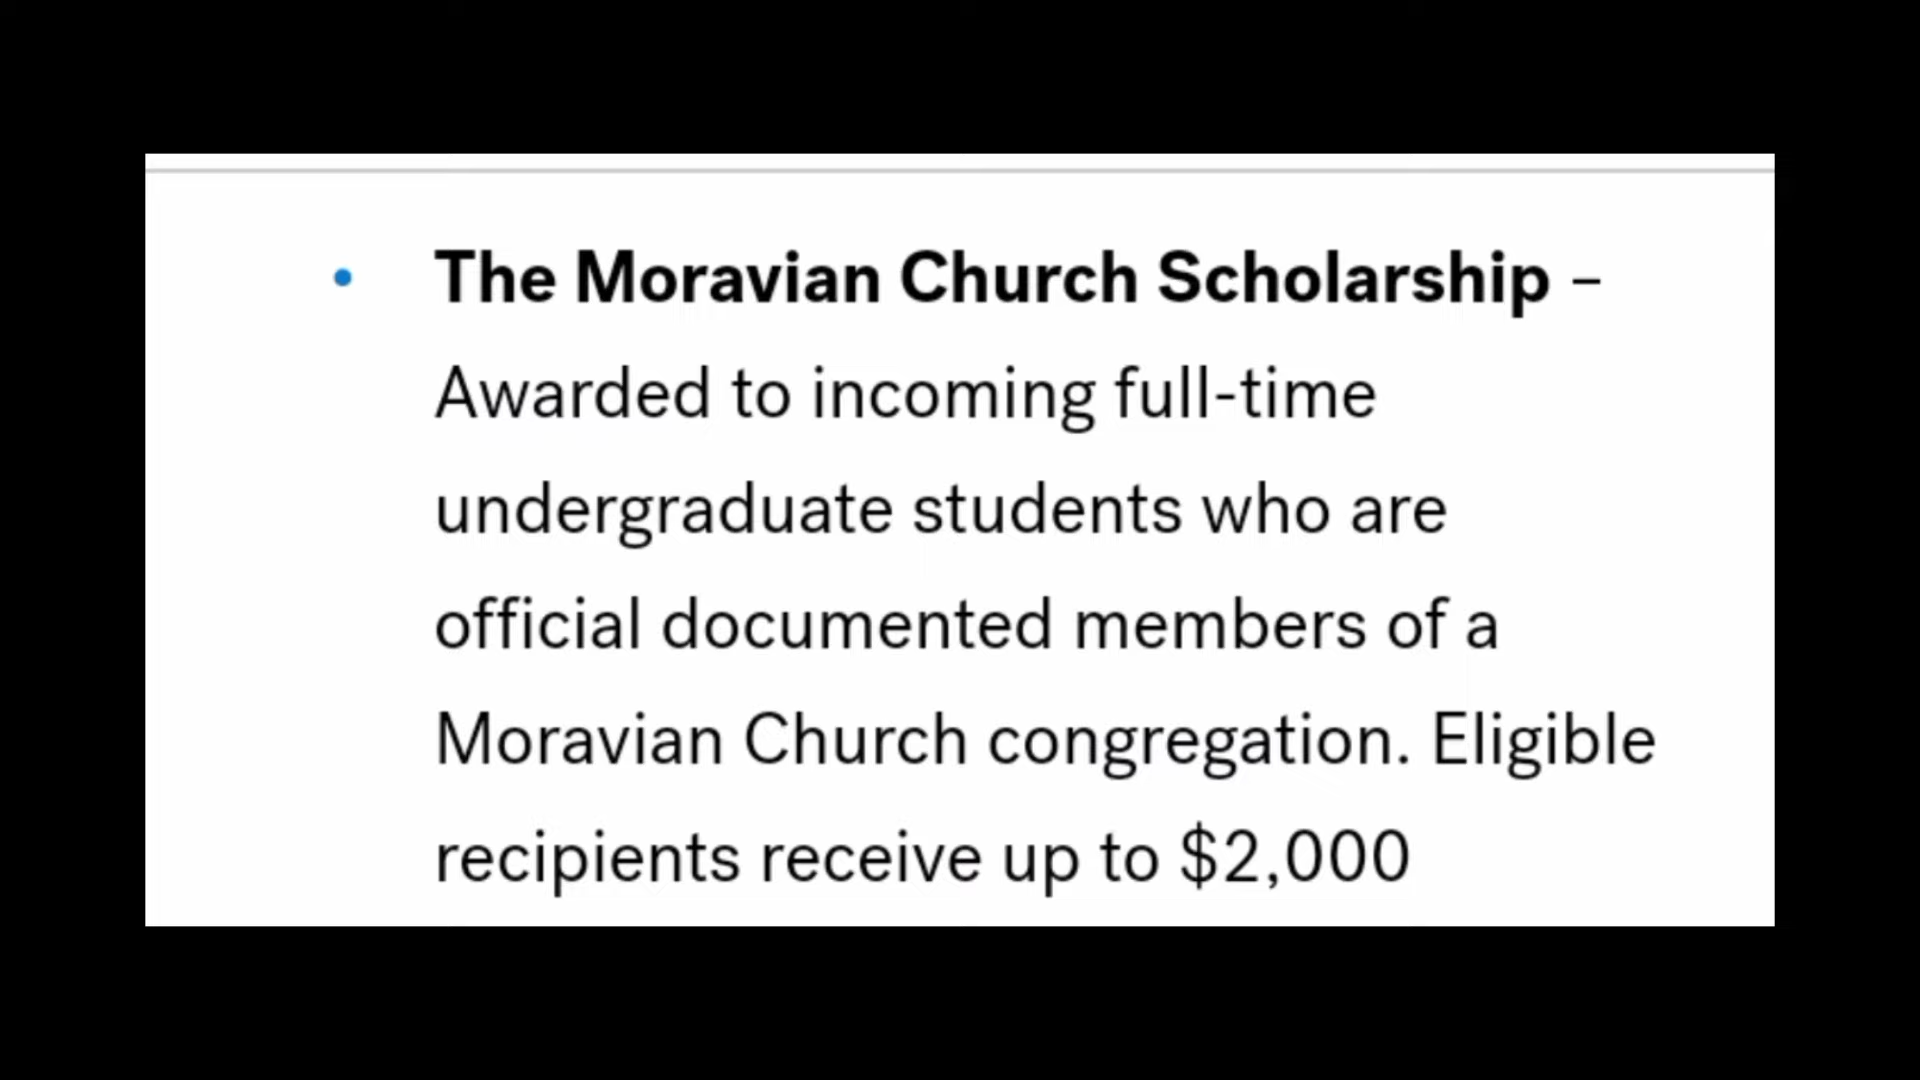 • The Moravian Church Scholarship –
Awarded to incoming full-time
undergraduate students who are
official documented members of a
Moravian Church congregation. Eligible
recipients receive up to $2,000